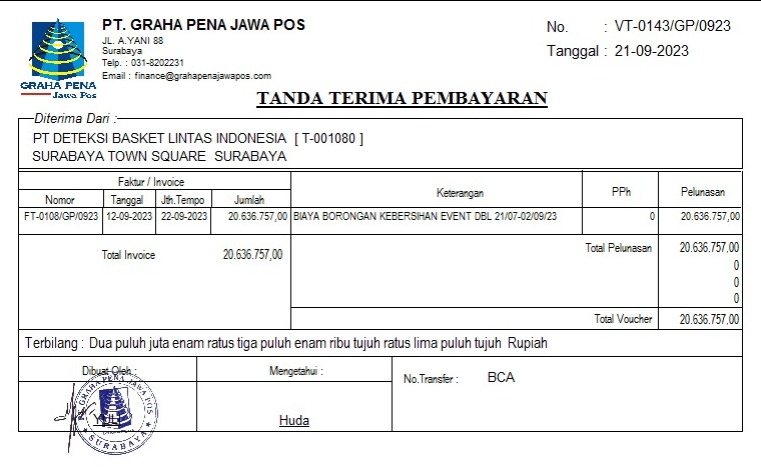 PT. GRAHA PENA JAWA POS
JL. A.YANI 88
Surabaya
Telp. : 031-8202231
Email : finance@grahapenajawapos.com
GRAHA PENA
Jawa Pos
No. : VT-0143/GP/0923
Tanggal : 21-09-2023
TANDA TERIMA PEMBAYARAN
Diterima Dari :
PT DETEKSI BASKET LINTAS INDONESIA [ T-001080 ]
SURABAYA TOWN SQUARE SURABAYA
Faktur / Invoice Keterangan PPh Pelunasan
Nomor Tanggal Jth.Tempo Jumlah
FT-0108/GP/0923 12-09-2023 22-09-2023 20.636.757,00 BIAYA BORONGAN KEBERSIHAN EVENT DBL 21/07-02/09/23 0 20.636.757,00
Total Invoice 20.636.757,00 Total Pelunasan 20.636.757,00
0
0
0
Total Voucher 20.636.757,00
Terbilang : Dua puluh juta enam ratus tiga puluh enam ribu tujuh ratus lima puluh tujuh Rupiah
Dibuat Oleh : Mengetahui : No.Transfer : BCA
GRAHA PENA JAWA POS
SURABAYA
Huda